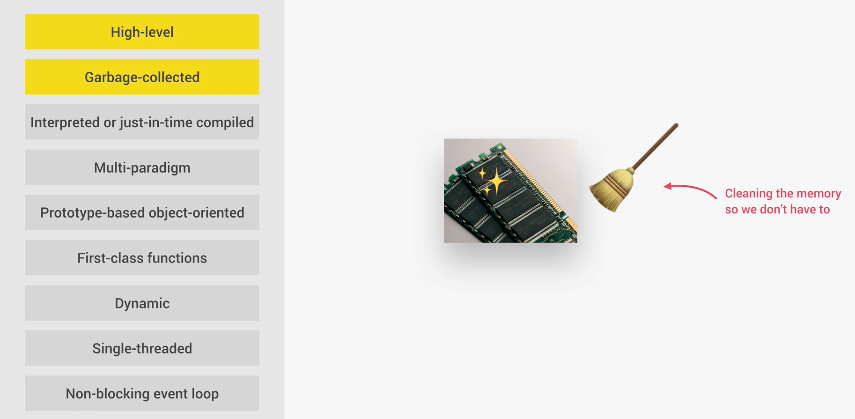 High-level
Garbage-collected
Interpreted or just-in-time compiled
Multi-paradigm
Prototype-based object-oriented
First-class functions
Dynamic
Single-threaded
Non-blocking event loop
Cleaning the memory
so we don't have to